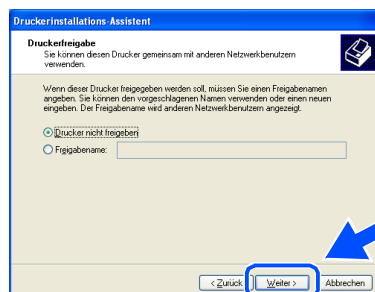 Druckerinstallations-Assistent
Druckerfreigabe
Sie können diesen Drucker gemeinsam mit anderen Netzwerkbenutzern
verwenden.
Wenn dieser Drucker freigegeben werden soll, müssen Sie einen Freigabenamen
angeben. Sie können den vorgeschlagenen Namen verwenden oder einen neuen
eingeben. Der Freigabename wird anderen Netzwerkbenutzern angezeigt.
Drucker nicht freigeben
Freigabename:
< Zurück
Weiter >
Abbrechen